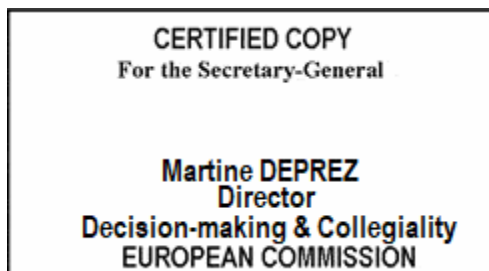 CERTIFIED COPY
For the Secretary-General
Martine DEPREZ
Director
Decision-making & Collegiality
EUROPEAN COMMISSION